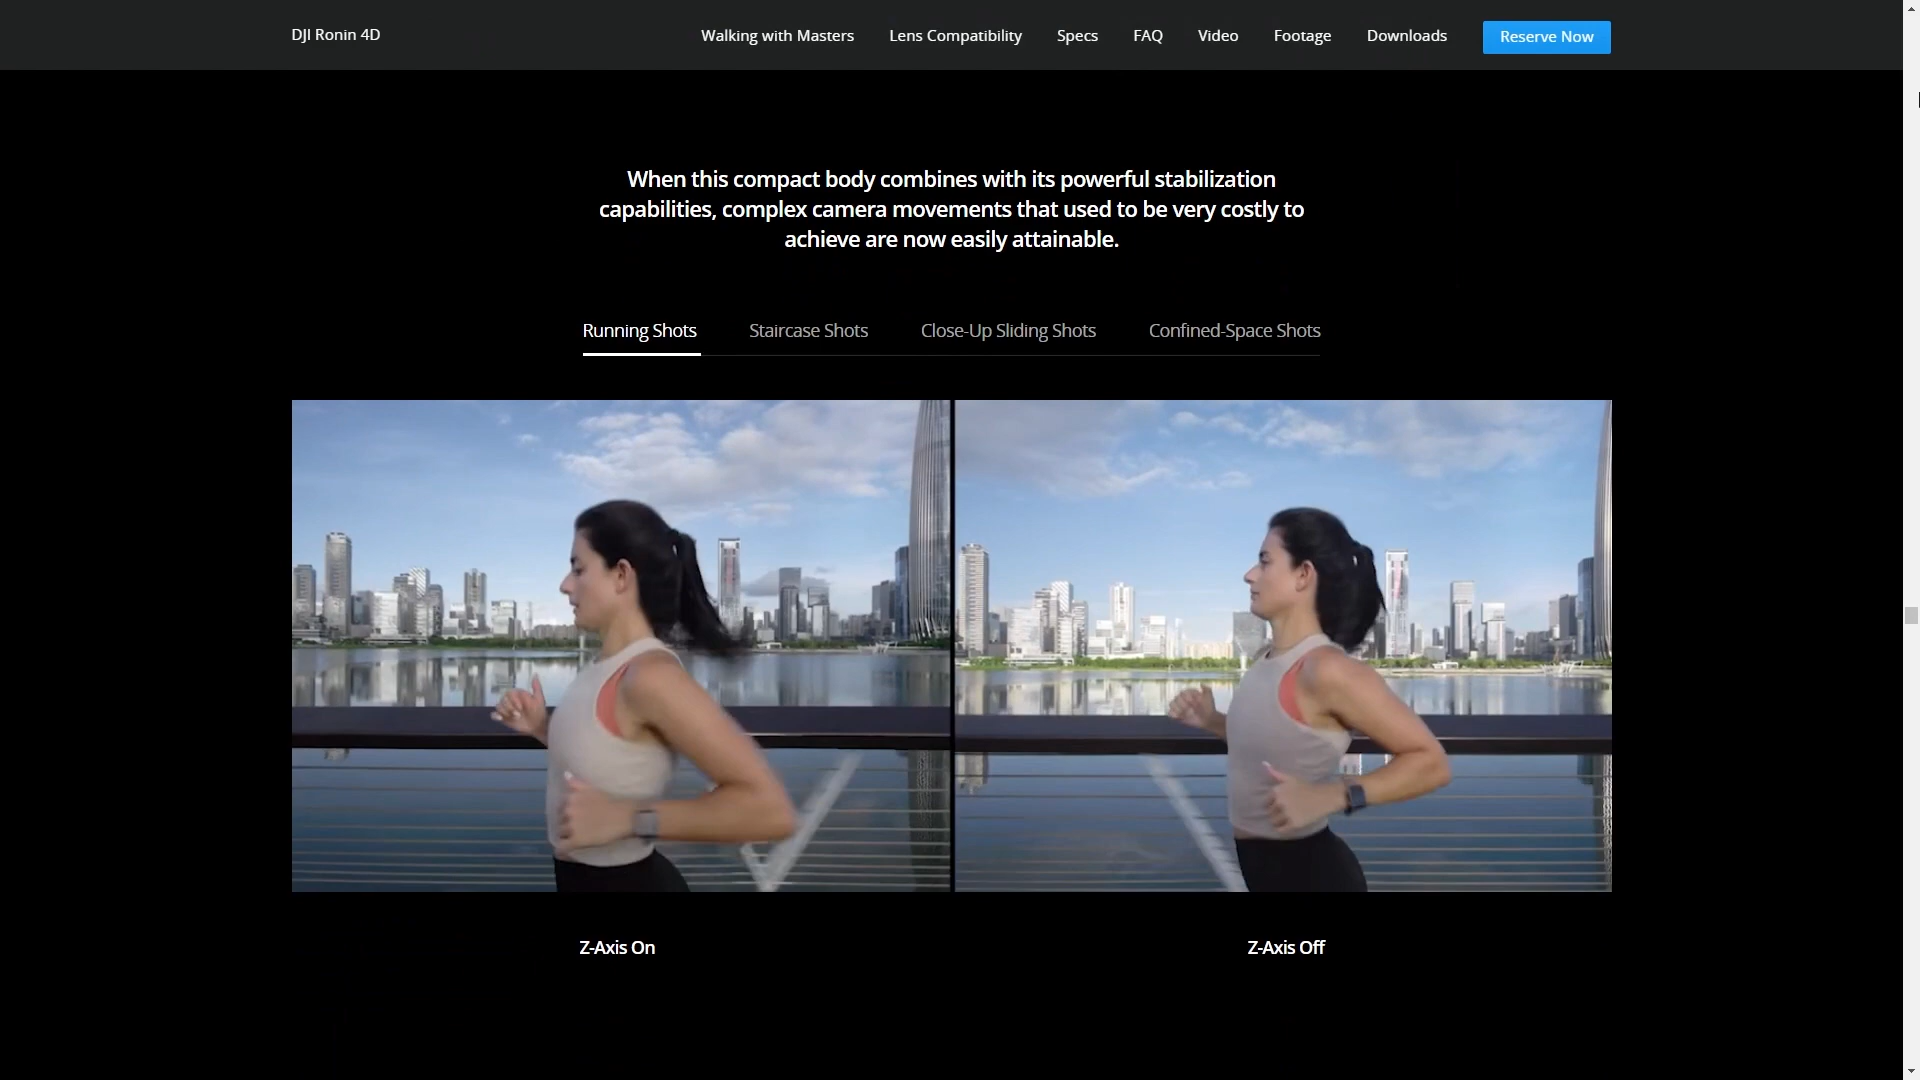 DJI Ronin 4D
Walking with Masters
Lens Compatibility
Specs
FAQ
Video
Footage
Downloads
Reserve Now
When this compact body combines with its powerful stabilization
capabilities, complex camera movements that used to be very costly to
achieve are now easily attainable.
Running Shots
Staircase Shots
Close-Up Sliding Shots
Confined-Space Shots
Z-Axis On
Z-Axis Off